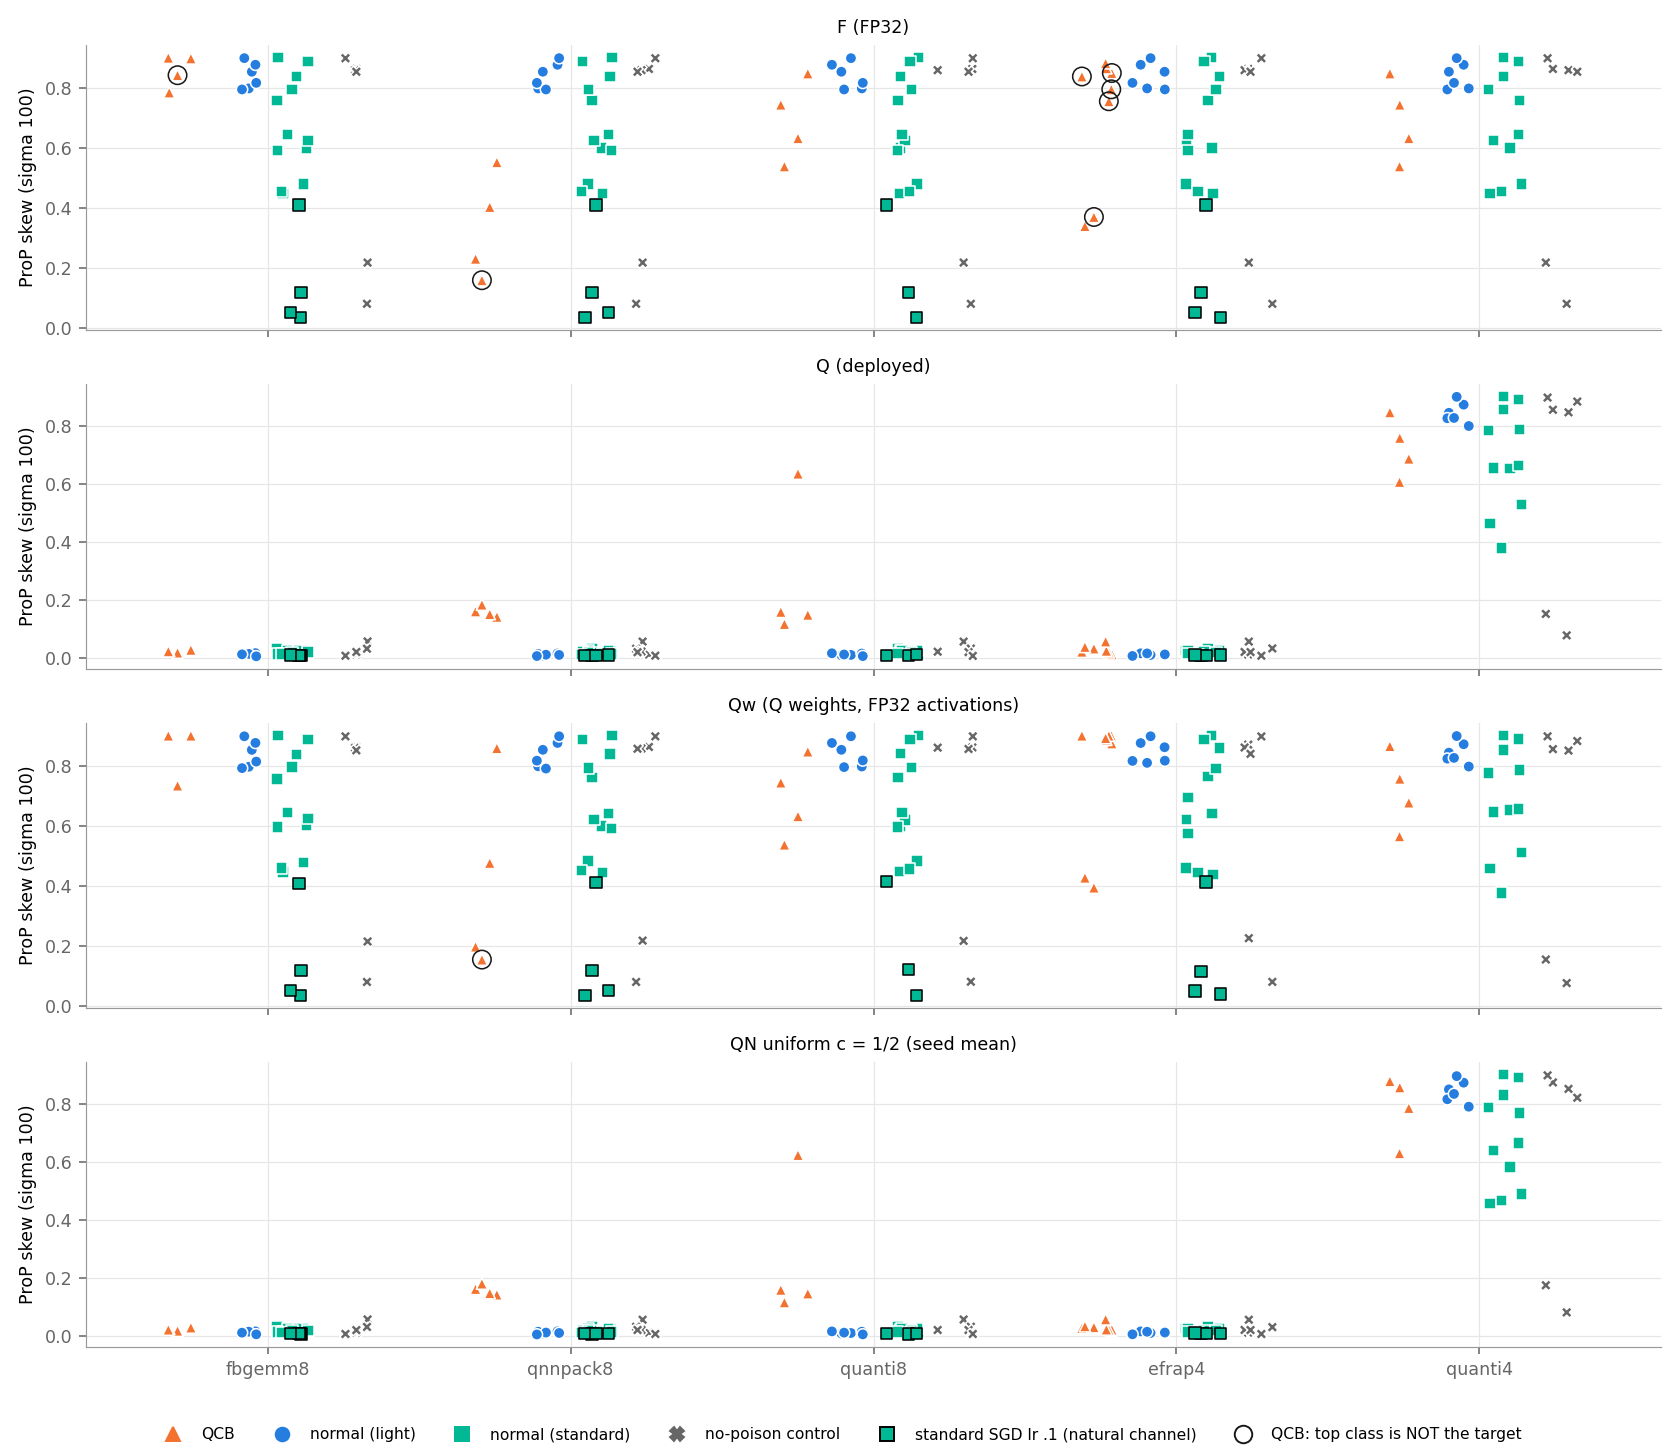 F (FP32)
ProP skew (sigma 100)
0.8
0.6
0.4
0.2
0.0
Q (deployed)
ProP skew (sigma 100)
0.8
0.6
0.4
0.2
0.0
Qw (Q weights, FP32 activations)
ProP skew (sigma 100)
0.8
0.6
0.4
0.2
0.0
QN uniform c = 1/2 (seed mean)
ProP skew (sigma 100)
0.8
0.6
0.4
0.2
0.0
fbgemm8 qnnpack8 quanti8 efrap4 quanti4
QCB normal (light) normal (standard) no-poison control standard SGD lr .1 (natural channel) QCB: top class is NOT the target